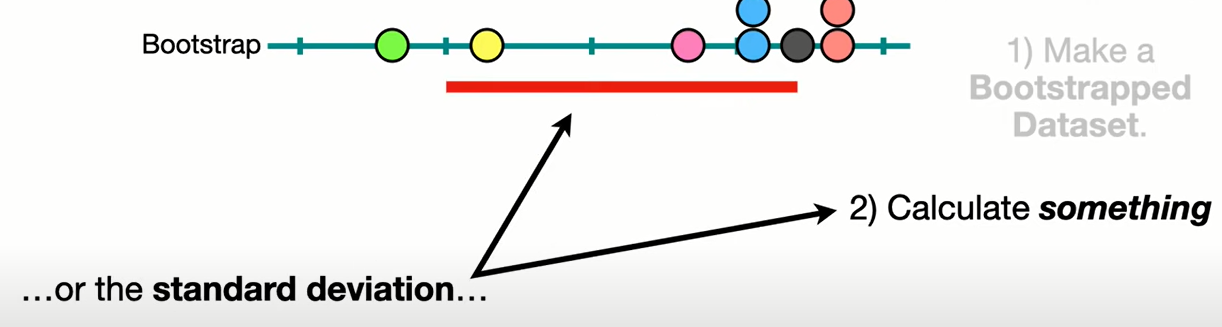 Bootstrap
1) Make a
Bootstrapped
Dataset.
2) Calculate something
…or the standard deviation…